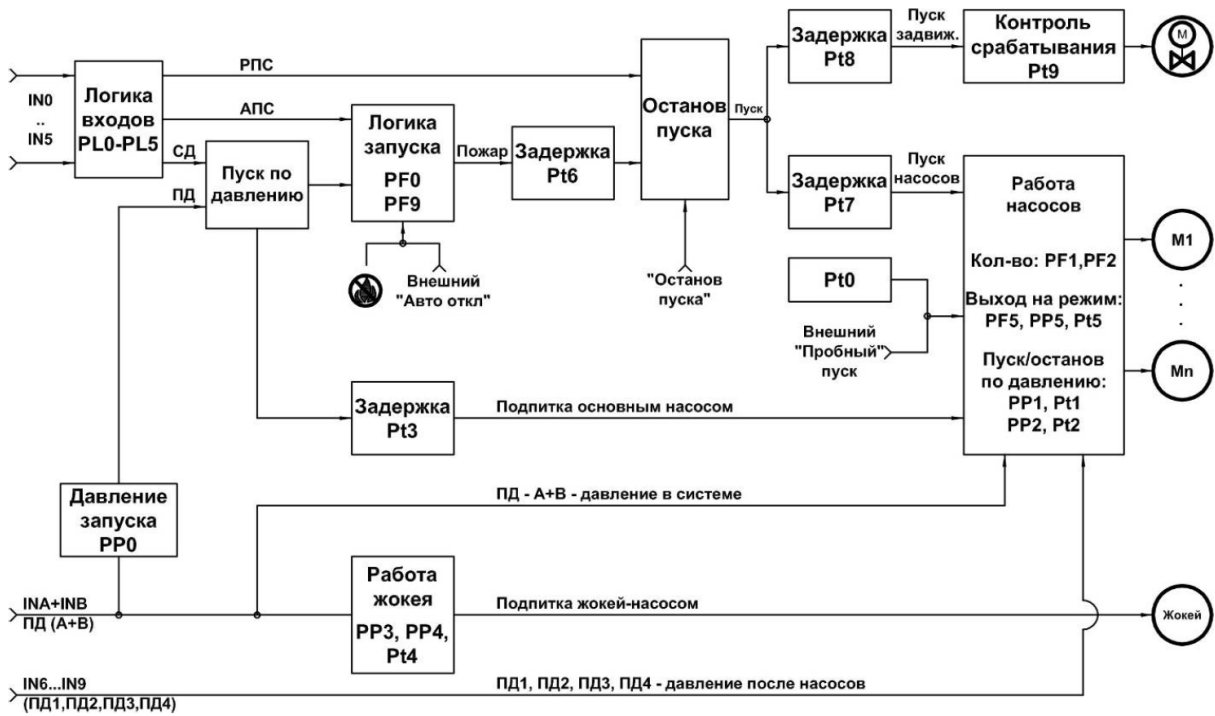 IN0
..
IN5
Логика
входов
PL0-PL5
РПС
АПС
СД
ПД
Пуск по
давлению
Логика
запуска
PF0
PF9
Внешний
"Авто откл"
Пожар
Задержка
Pt6
Останов
пуска
"Останов
пуска"
Пуск
Задержка
Pt8
Пуск
задвиж.
Контроль
срабатывания
Pt9
М
Задержка
Pt7
Пуск
насосов
Pt0
Внешний
"Пробный"
пуск
Работа
насосов
Кол-во: PF1,PF2
Выход на режим:
PF5, PP5, Pt5
Пуск/останов
по давлению:
PP1, Pt1
PP2, Pt2
М1
Mn
Задержка
Pt3
Подпитка основным насосом
Давление
запуска
PP0
ПД - А+В - давление в системе
INA+INB
ПД (А+В)
Работа
жокея
PP3, PP4,
Pt4
Подпитка жокей-насосом
Жокей
IN6...IN9
(ПД1,ПД2,ПД3,ПД4)
ПД1, ПД2, ПД3, ПД4 - давление после насосов